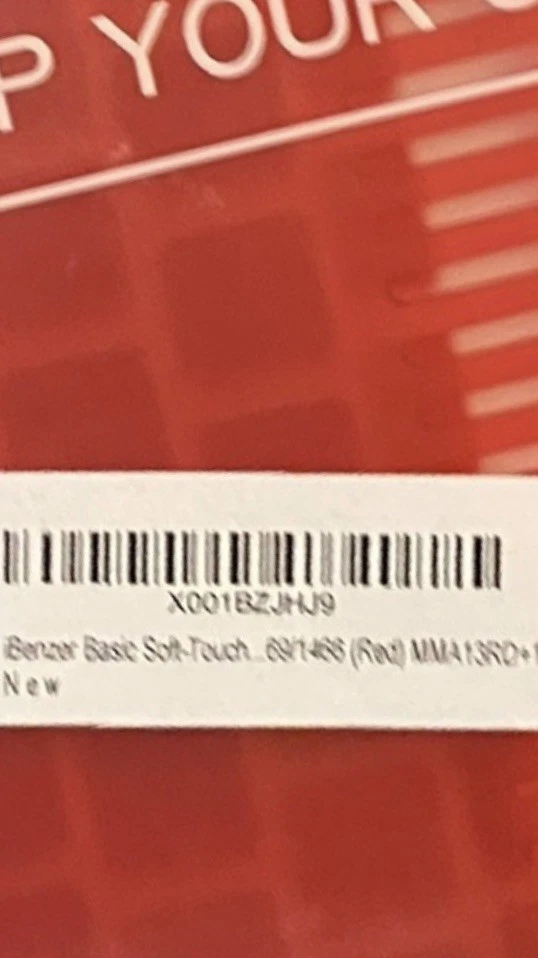 P YOUR
X001BZJHJ9
iBenzer Basic Soft-Touch...69/1466 (Red) MMA13RD+1
New